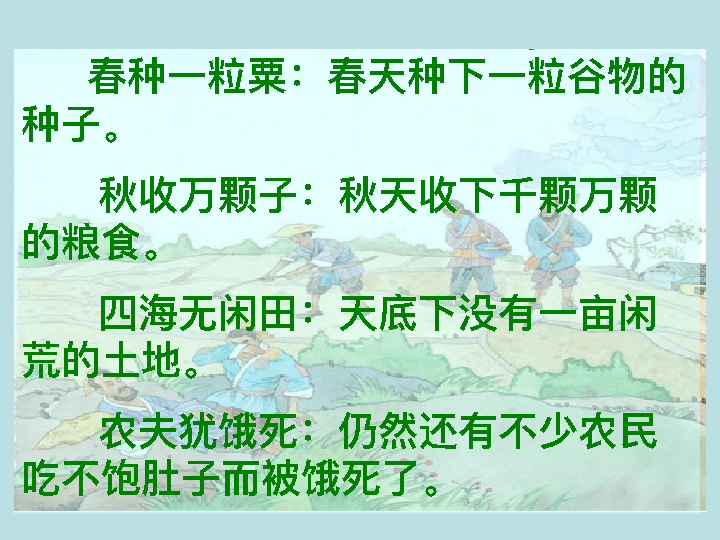 春种一粒粟：春天种下一粒谷物的
种子。
秋收万颗子：秋天收下千颗万颗
的粮食。
四海无闲田：天底下没有一亩闲
荒的土地。
农夫犹饿死：仍然还有不少农民
吃不饱肚子而被饿死了。